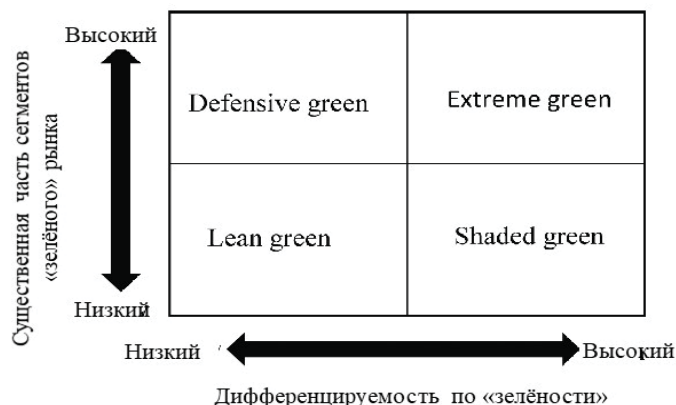 Высокий
Существенная часть сегментов
«зелёного» рынка
Defensive green
Extreme green
Lean green
Shaded green
Низкий
Низкий
Высокий
Дифференцируемость по «зелёности»